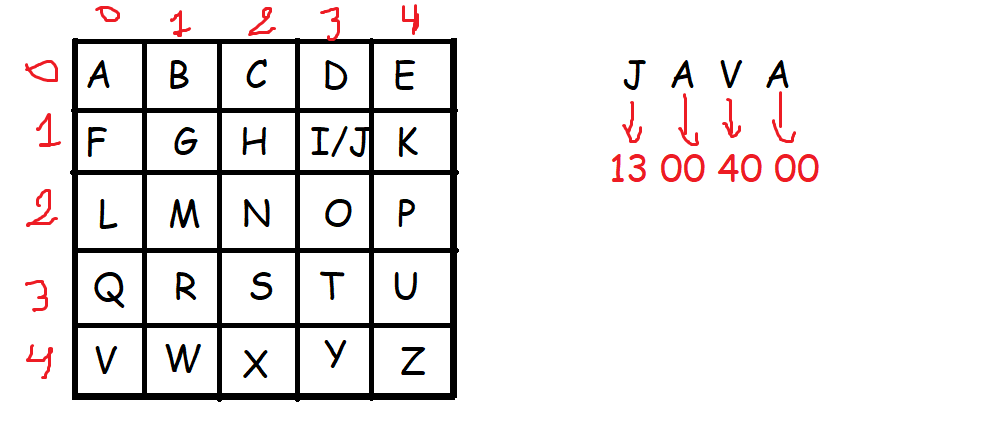 0 1 2 3 4
0 A B C D E
1 F G H I/J K
2 L M N O P
3 Q R S T U
4 V W X Y Z
J A V A
13 00 40 00